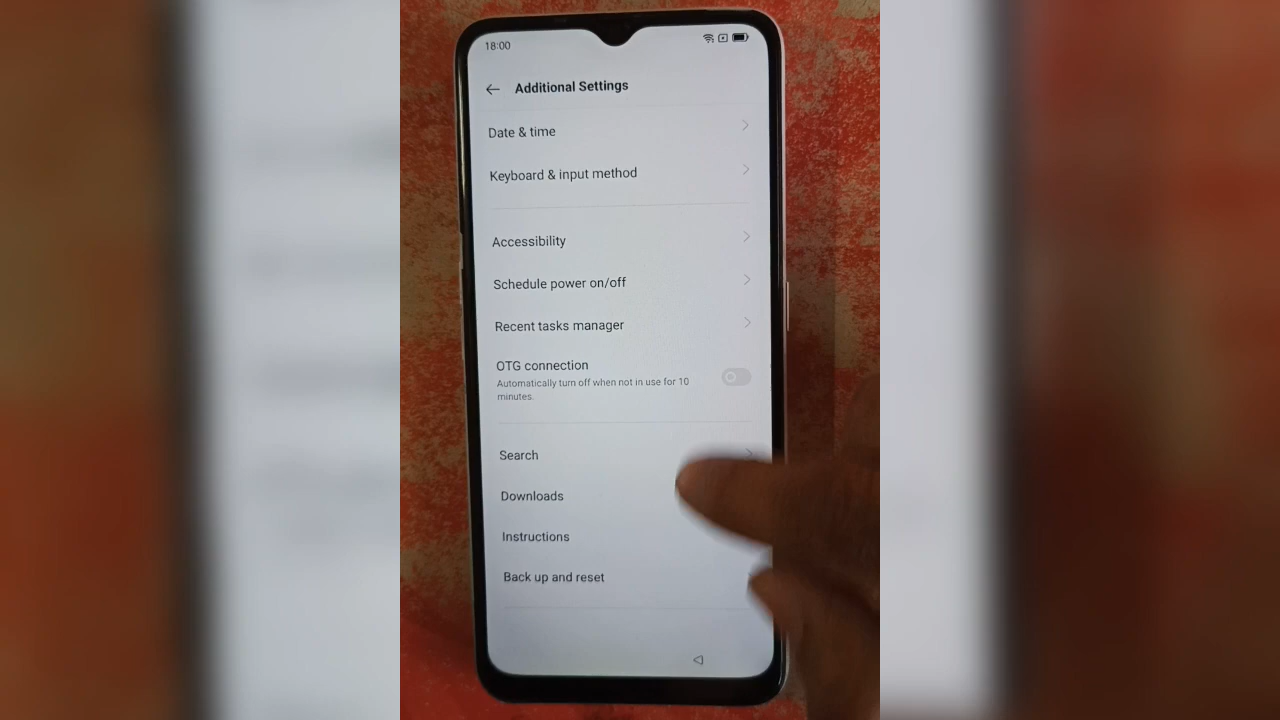 18:00
Additional Settings
Date & time
Keyboard & input method
Accessibility
Schedule power on/off
Recent tasks manager
OTG connection
Automatically turn off when not in use for 10
minutes.
Search
Downloads
Instructions
Back up and reset